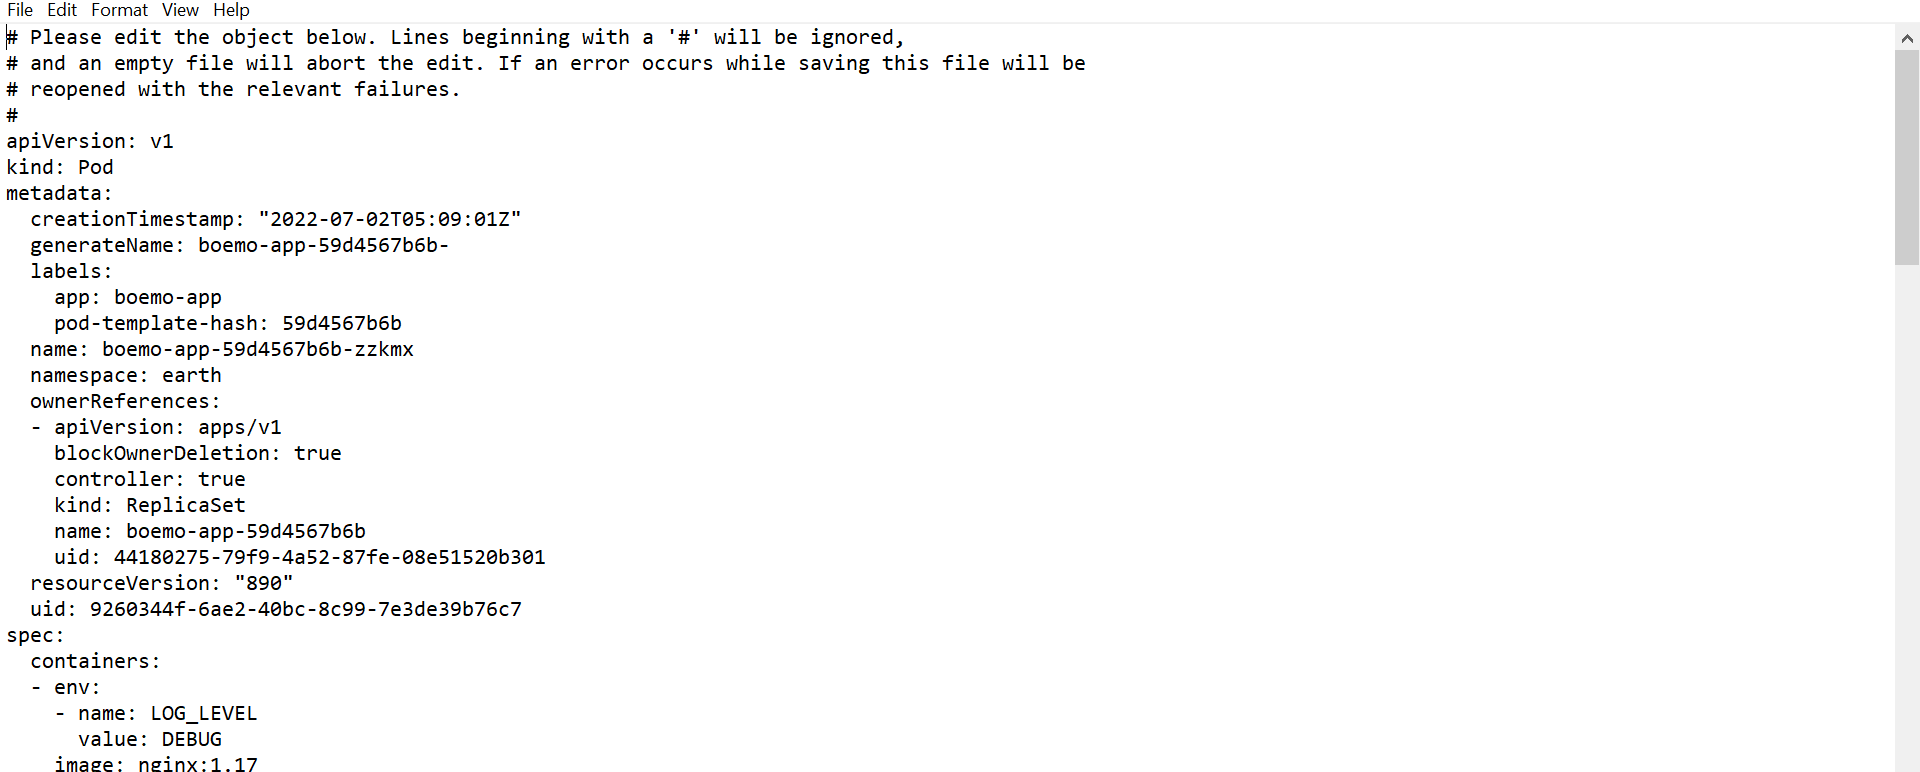 File Edit Format View Help
# Please edit the object below. Lines beginning with a '#' will be ignored,
# and an empty file will abort the edit. If an error occurs while saving this file will be
# reopened with the relevant failures.
#
apiVersion: v1
kind: Pod
metadata:
  creationTimestamp: "2022-07-02T05:09:01Z"
  generateName: boemo-app-59d4567b6b-
  labels:
    app: boemo-app
    pod-template-hash: 59d4567b6b
  name: boemo-app-59d4567b6b-zzkmx
  namespace: earth
  ownerReferences:
  - apiVersion: apps/v1
    blockOwnerDeletion: true
    controller: true
    kind: ReplicaSet
    name: boemo-app-59d4567b6b
    uid: 44180275-79f9-4a52-87fe-08e51520b301
  resourceVersion: "890"
  uid: 9260344f-6ae2-40bc-8c99-7e3de39b76c7
spec:
  containers:
  - env:
    - name: LOG_LEVEL
      value: DEBUG
    image: nginx:1.17